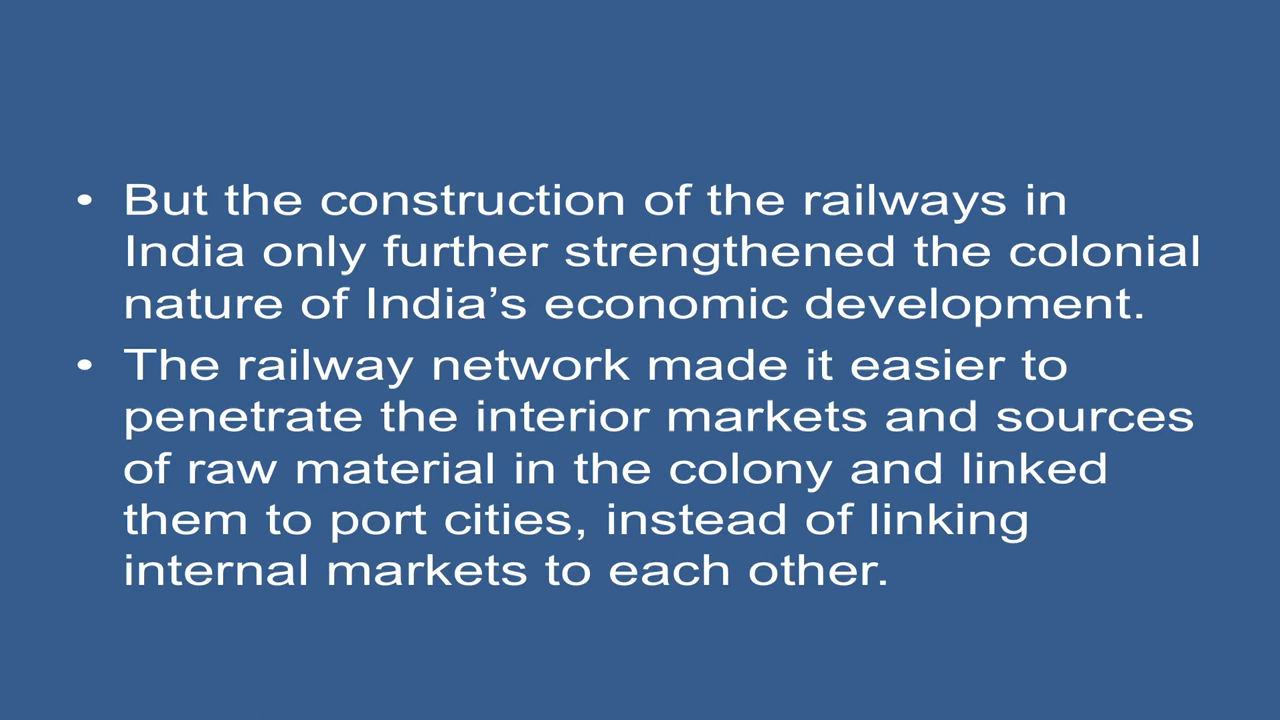 • But the construction of the railways in
India only further strengthened the colonial
nature of India’s economic development.
• The railway network made it easier to
penetrate the interior markets and sources
of raw material in the colony and linked
them to port cities, instead of linking
internal markets to each other.